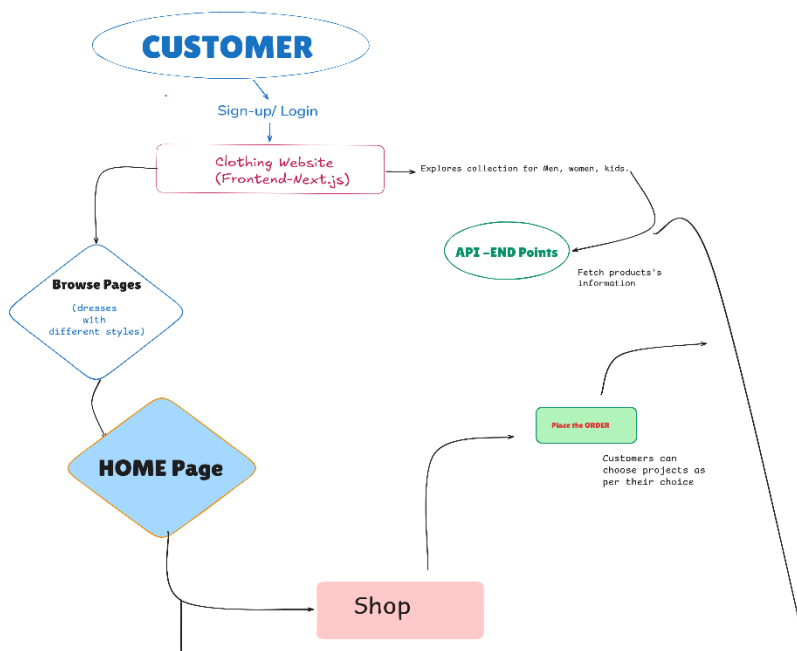 CUSTOMER
Sign-up/ Login
Clothing Website
(Frontend-Next.js)
Explores collection for Men, women, kids.
API -END Points
Fetch products's
information
Browse Pages
(dresses
with
different styles)
HOME Page
Place the ORDER
Customers can
choose projects as
per their choice
Shop